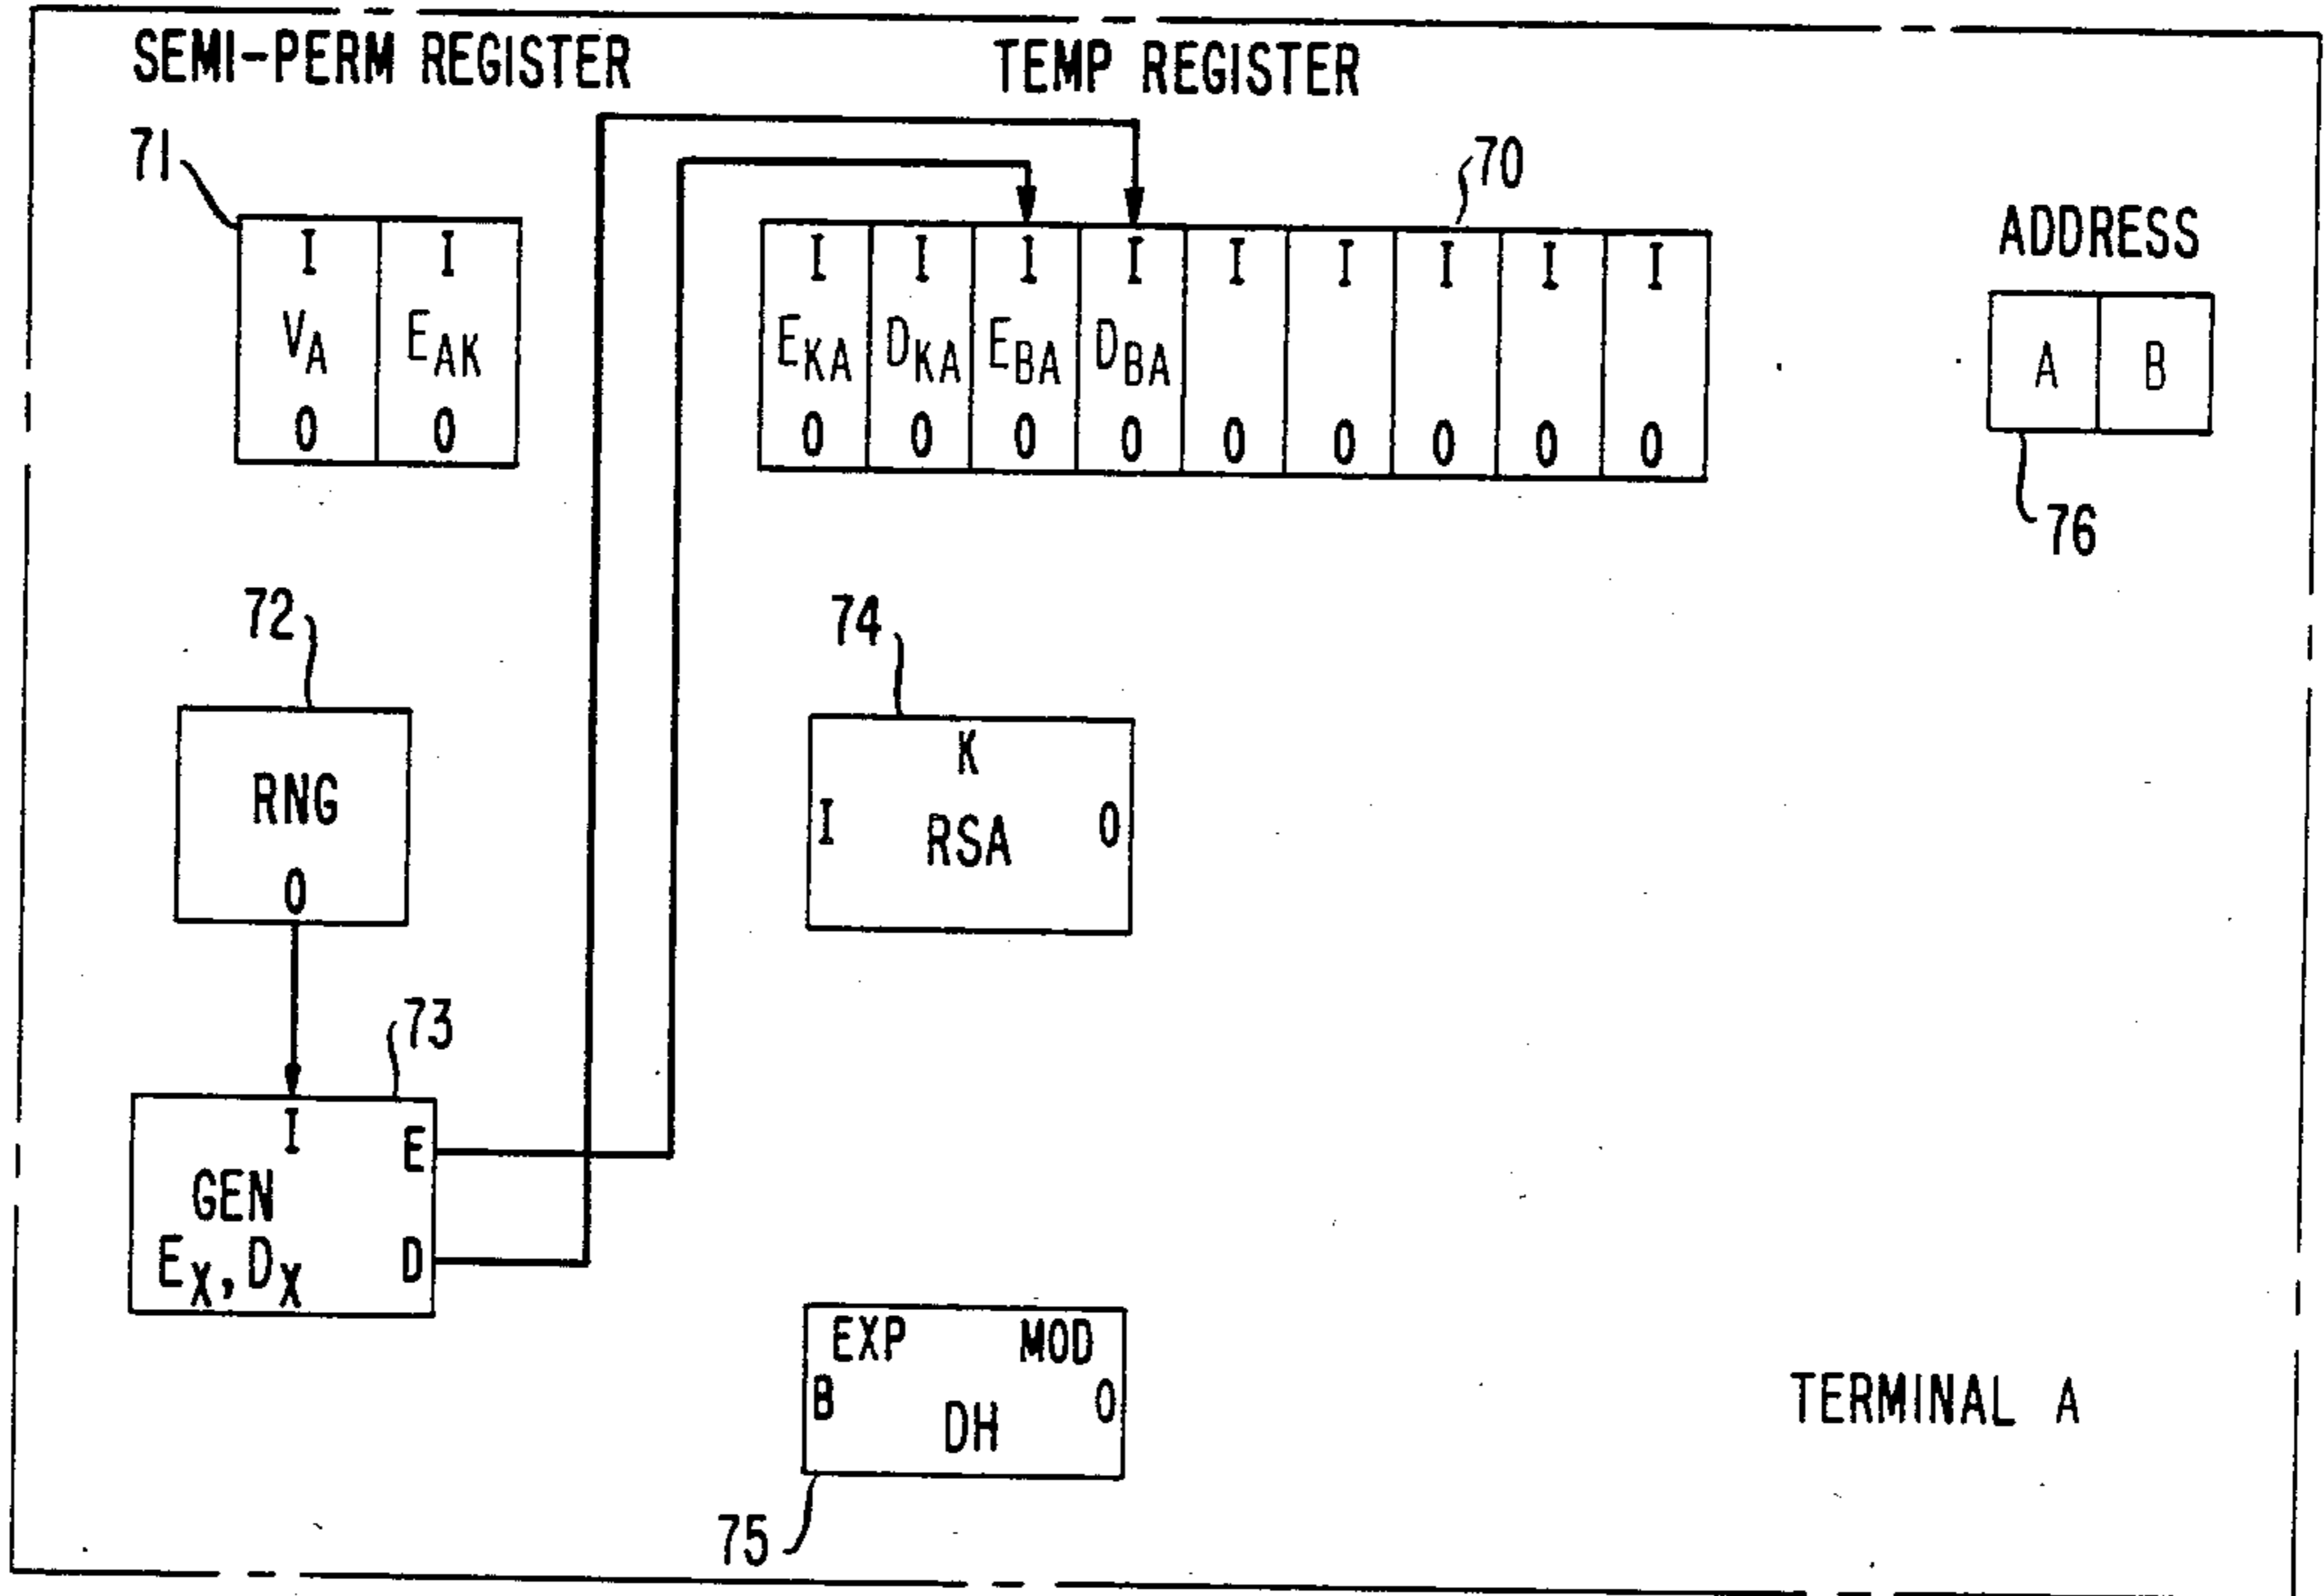 SEMI-PERM REGISTER
TEMP REGISTER
71
70
ADDRESS
I I
V_A E_AK
0 0
I I I I I I I I I
E_KA D_KA E_BA D_BA
0 0 0 0 0 0 0 0 0
A B
76
72
74
RNG
0
K
I RSA 0
73
I
E
GEN
E_X, D_X
D
EXP MOD
B 0
DH
75
TERMINAL A